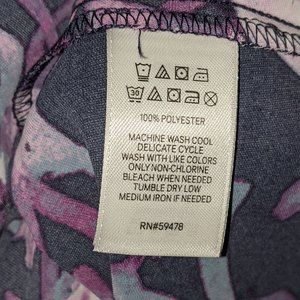 30
100% POLYESTER
MACHINE WASH COOL
DELICATE CYCLE
WASH WITH LIKE COLORS
ONLY NON-CHLORINE
BLEACH WHEN NEEDED
TUMBLE DRY LOW
MEDIUM IRON IF NEEDED
RN#59478